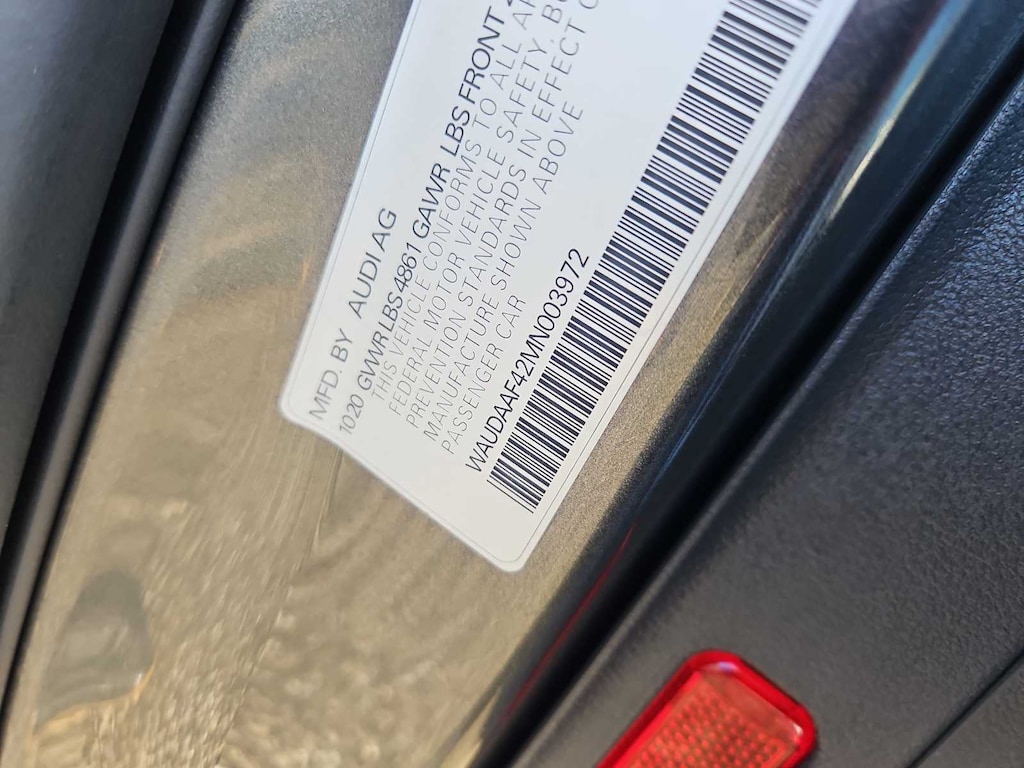 MFD. BY AUDI AG
1020 GVWR LBS 4861 GAWR LBS FRONT
THIS VEHICLE CONFORMS TO ALL
FEDERAL MOTOR VEHICLE SAFETY.
PREVENTION STANDARDS IN EFFECT
MANUFACTURE SHOWN ABOVE
PASSENGER CAR
WAUDAAF42MN003972